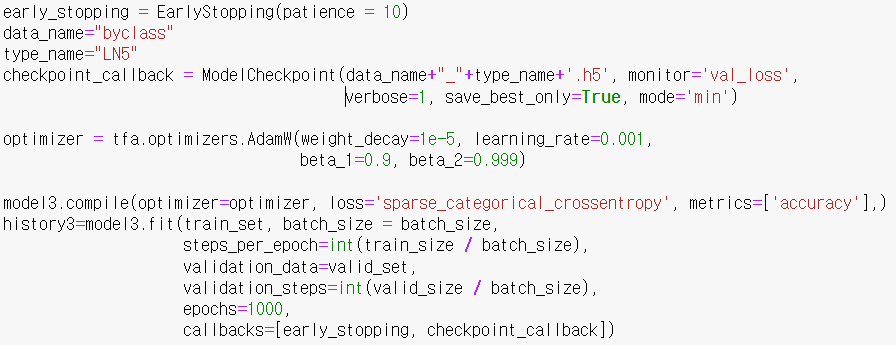 early_stopping = EarlyStopping(patience = 10)
data_name="byclass"
type_name="LN5"
checkpoint_callback = ModelCheckpoint(data_name+"_"+type_name+'.h5', monitor='val_loss',
                                      verbose=1, save_best_only=True, mode='min')

optimizer = tfa.optimizers.AdamW(weight_decay=1e-5, learning_rate=0.001,
                                 beta_1=0.9, beta_2=0.999)

model3.compile(optimizer=optimizer, loss='sparse_categorical_crossentropy', metrics=['accuracy'],)
history3=model3.fit(train_set, batch_size = batch_size,
                    steps_per_epoch=int(train_size / batch_size),
                    validation_data=valid_set,
                    validation_steps=int(valid_size / batch_size),
                    epochs=1000,
                    callbacks=[early_stopping, checkpoint_callback])